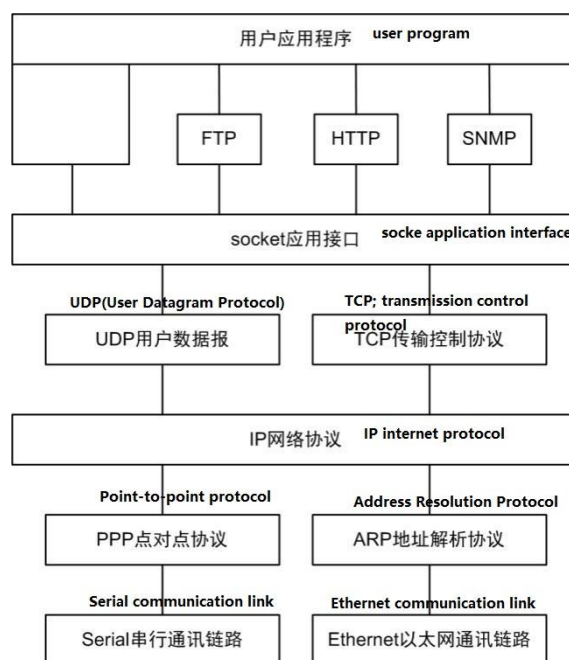 用户应用程序 user program
FTP HTTP SNMP
socket应用接口 socke application interface
UDP(User Datagram Protocol) TCP; transmission control
protocol
UDP用户数据报 TCP传输控制协议
IP网络协议 IP internet protocol
Point-to-point protocol Address Resolution Protocol
PPP点对点协议 ARP地址解析协议
Serial communication link Ethernet communication link
Serial串行通讯链路 Ethernet以太网通讯链路